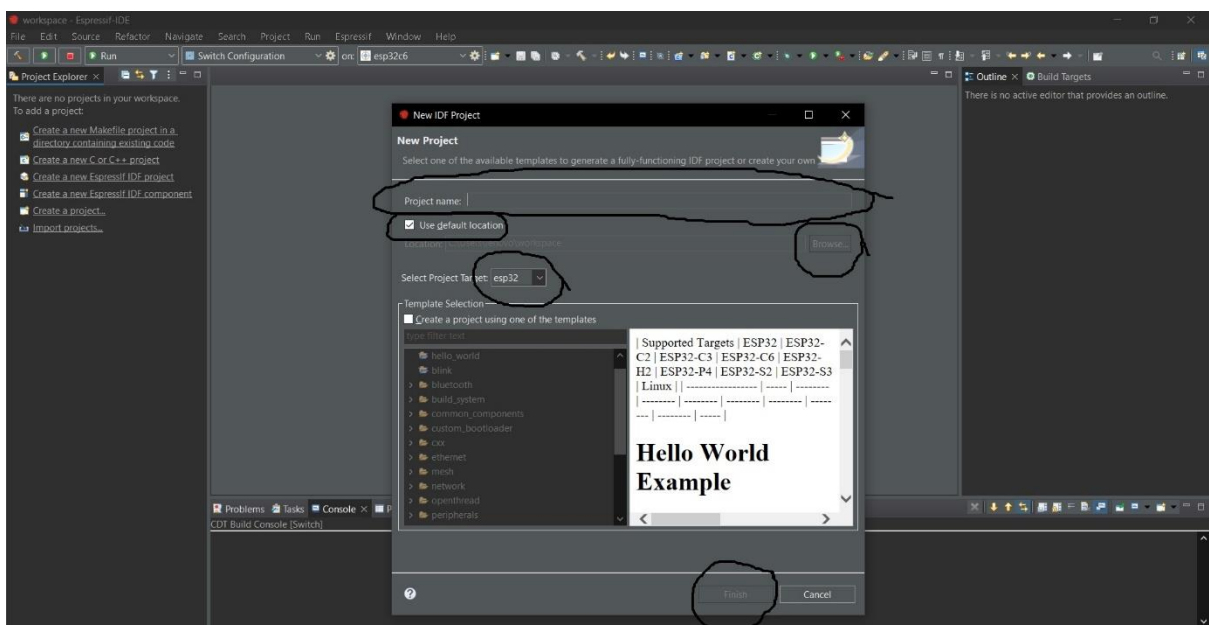 workspace - Espressif-IDE
File Edit Source Refactor Navigate Search Project Run Espressif Window Help
Run Switch Configuration on: esp32c6
Project Explorer
There are no projects in your workspace.
To add a project:
Create a new Makefile project in a
directory containing existing code
Create a new C or C++ project
Create a new Espressif IDF project
Create a new Espressif IDF component
Create a project...
Import projects...
New IDF Project
New Project
Select one of the available templates to generate a fully-functioning IDF project or create your own
Project name:
Use default location
Location:
Browse...
Select Project Target: esp32
Template Selection
Create a project using one of the templates
type filter text
hello_world
blink
bluetooth
build_system
common_components
custom_bootloader
cxx
ethernet
mesh
network
openthread
peripherals
| Supported Targets | ESP32 | ESP32-
C2 | ESP32-C3 | ESP32-C6 | ESP32-
H2 | ESP32-P4 | ESP32-S2 | ESP32-S3
| Linux | | ----------------- | ----- | --------
| -------- | -------- | -------- | -------- | -----
--- | -------- | ----- |
Hello World
Example
Finish
Cancel
Outline Build Targets
There is no active editor that provides an outline.
Problems Tasks Console P
CDT Build Console [Switch]